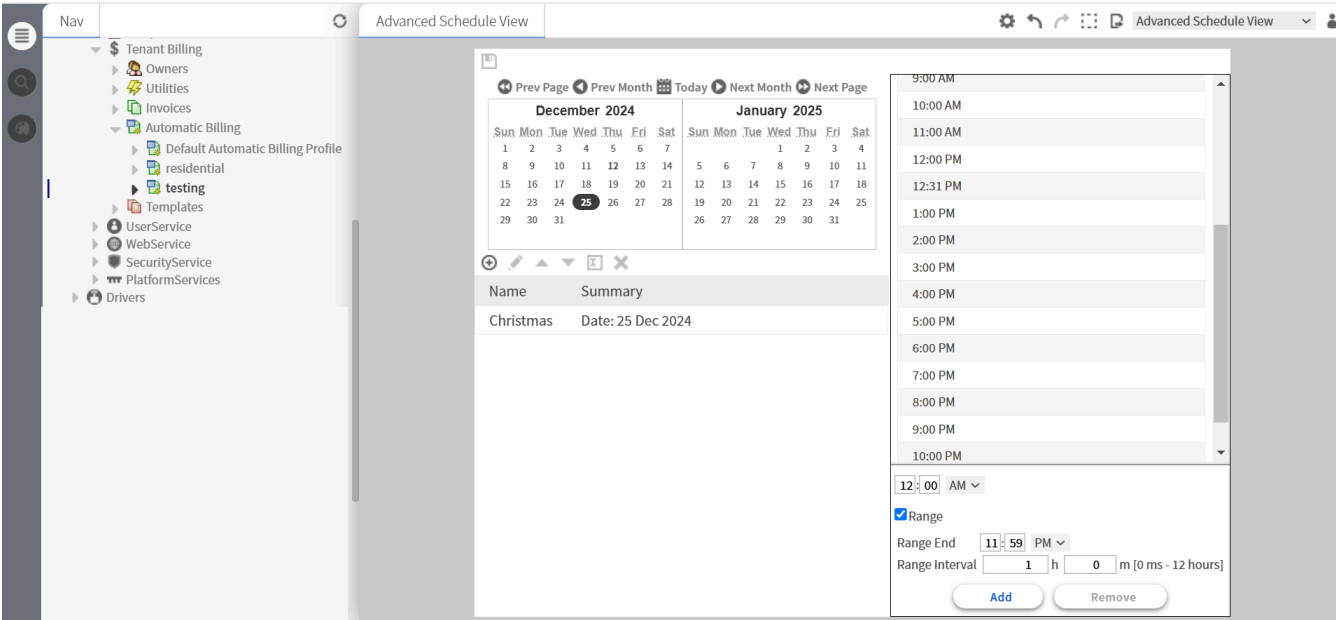 Nav
Advanced Schedule View
Advanced Schedule View
Tenant Billing
Owners
Utilities
Invoices
Automatic Billing
Default Automatic Billing Profile
residential
testing
Templates
UserService
WebService
SecurityService
PlatformServices
Drivers
Prev Page Prev Month Today Next Month Next Page
December 2024
Sun Mon Tue Wed Thu Fri Sat
1 2 3 4 5 6 7
8 9 10 11 12 13 14
15 16 17 18 19 20 21
22 23 24 25 26 27 28
29 30 31
January 2025
Sun Mon Tue Wed Thu Fri Sat
1 2 3 4
5 6 7 8 9 10 11
12 13 14 15 16 17 18
19 20 21 22 23 24 25
26 27 28 29 30 31
Name Summary
Christmas Date: 25 Dec 2024
9:00 AM
10:00 AM
11:00 AM
12:00 PM
12:31 PM
1:00 PM
2:00 PM
3:00 PM
4:00 PM
5:00 PM
6:00 PM
7:00 PM
8:00 PM
9:00 PM
10:00 PM
12: 00 AM
Range
Range End 11: 59 PM
Range Interval 1 h 0 m [0 ms - 12 hours]
Add Remove